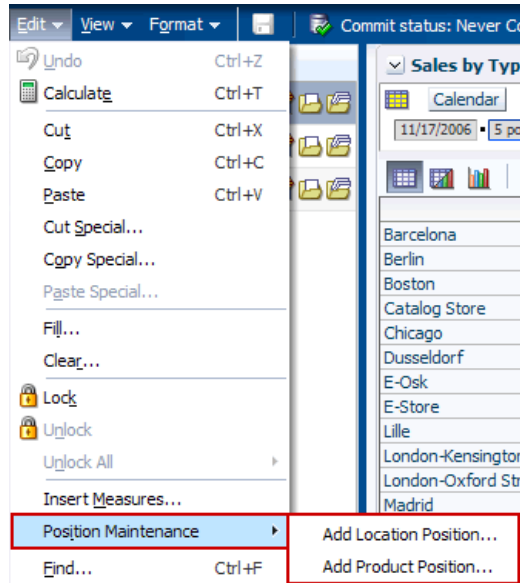 Edit View Format Commit status: Never Co
Undo Ctrl+Z
Calculate Ctrl+T
Cut Ctrl+X
Copy Ctrl+C
Paste Ctrl+V
Cut Special...
Copy Special...
Paste Special...
Fill...
Clear...
Lock
Unlock
Unlock All
Insert Measures...
Position Maintenance
Find... Ctrl+F
Add Location Position...
Add Product Position...
Sales by Typ
Calendar
11/17/2006 5 po
Barcelona
Berlin
Boston
Catalog Store
Chicago
Dusseldorf
E-Osk
E-Store
Lille
London-Kensington
London-Oxford Str
Madrid